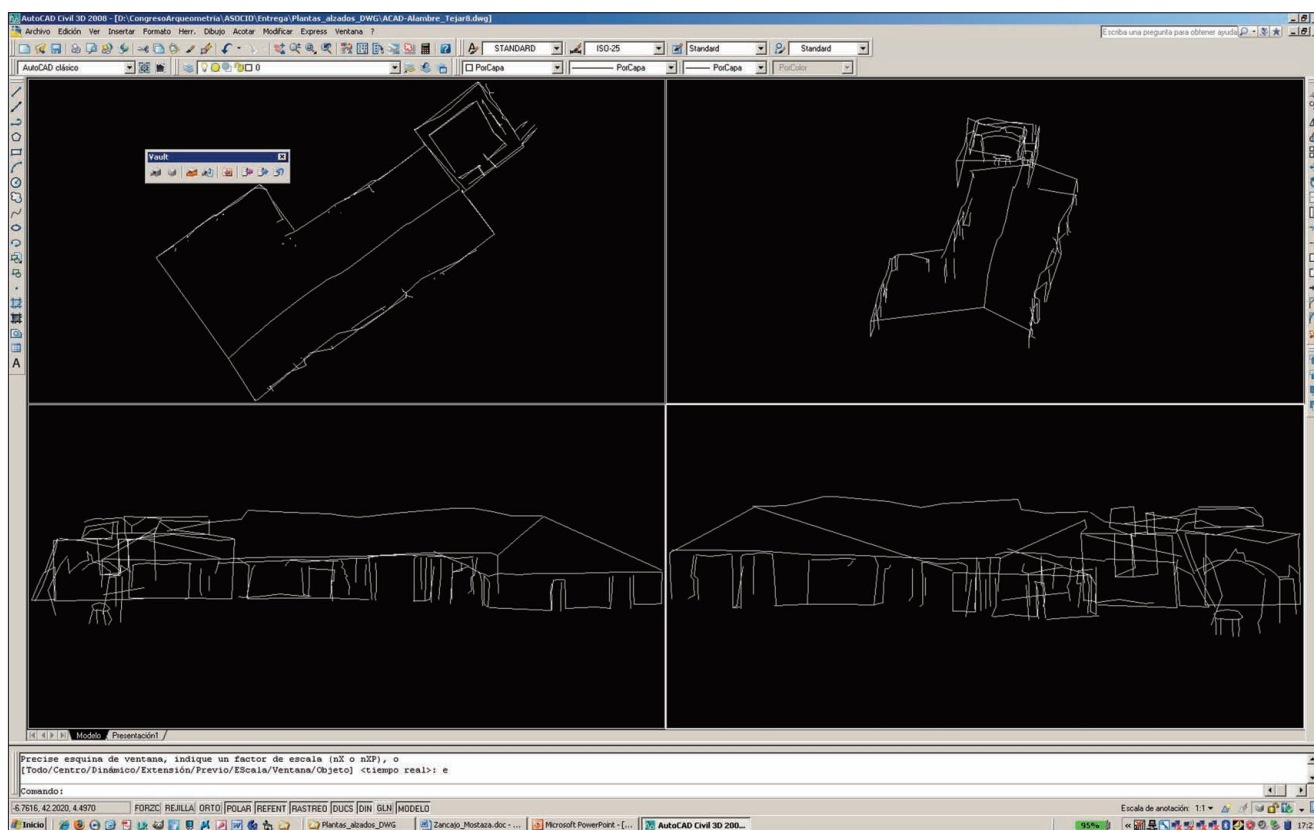 AutoCAD Civil 3D 2008 - [D:\CongresoArqueometría\ASOCIO\Entrega\Plantas_alzados_DWG\ACAD-Alambre_Tejar8.dwg]
Archivo Edición Ver Insertar Formato Herr. Dibujo Acotar Modificar Express Ventana ?
Escriba una pregunta para obtener ayuda
STANDARD ISO-25 Standard Standard
AutoCAD clásico 0 PorCapa PorCapa PorCapa PorColor
Vault
A
Modelo Presentación1
Precise esquina de ventana, indique un factor de escala (nX o nXP), o
[Todo/Centro/Dinámico/Extensión/Previo/EScala/Ventana/Objeto] <tiempo real>: e
Comando:
-6.7616, 42.2020, 4.4970 FORZC REJILLA ORTO POLAR REFENT RASTREO DUCS DIN GLN MODELO
Escala de anotación: 1:1
Inicio Plantas_alzados_DWG Zancajo_Mostaza.doc - ... Microsoft PowerPoint - [... AutoCAD Civil 3D 200... 95% « 17:2